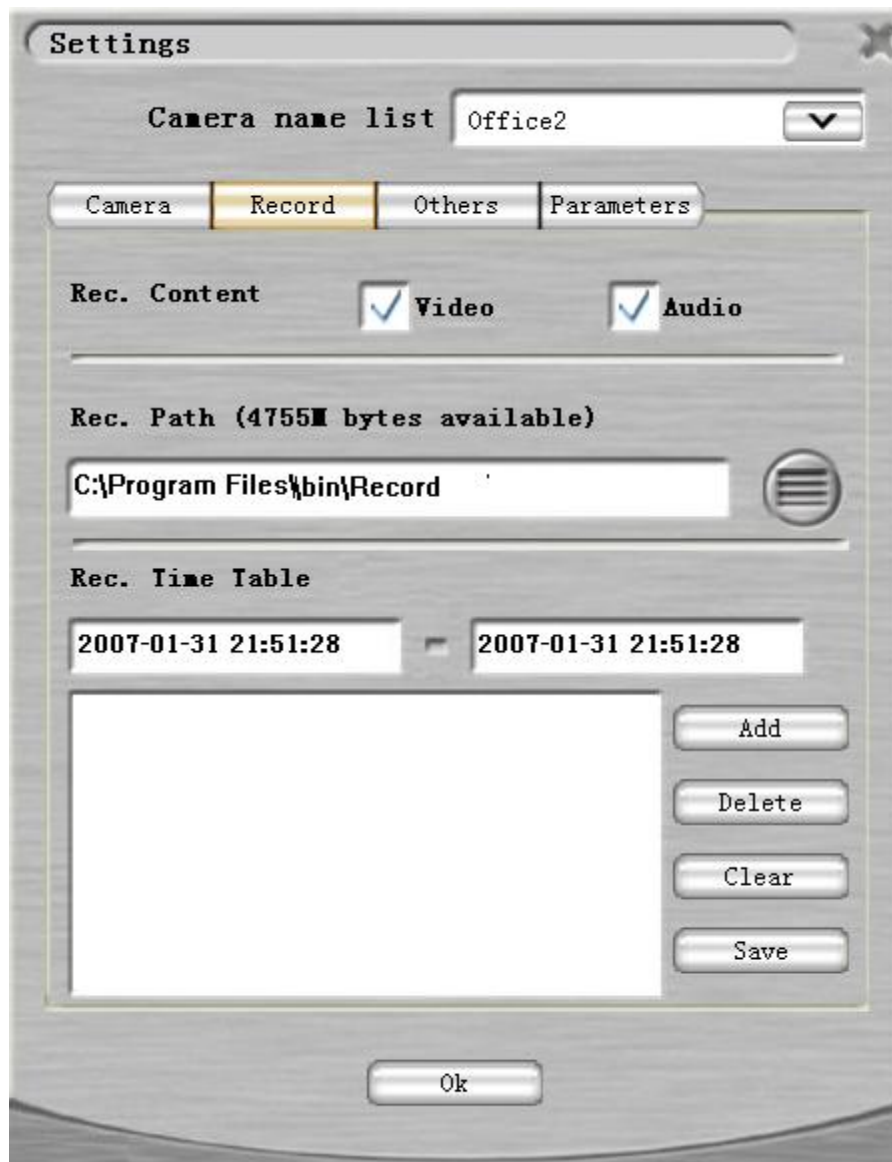 Settings
Camera name list Office2
Camera Record Others Parameters
Rec. Content Video Audio
Rec. Path (4755M bytes available)
C:\Program Files\\bin\Record
Rec. Time Table
2007-01-31 21:51:28 - 2007-01-31 21:51:28
Add
Delete
Clear
Save
Ok